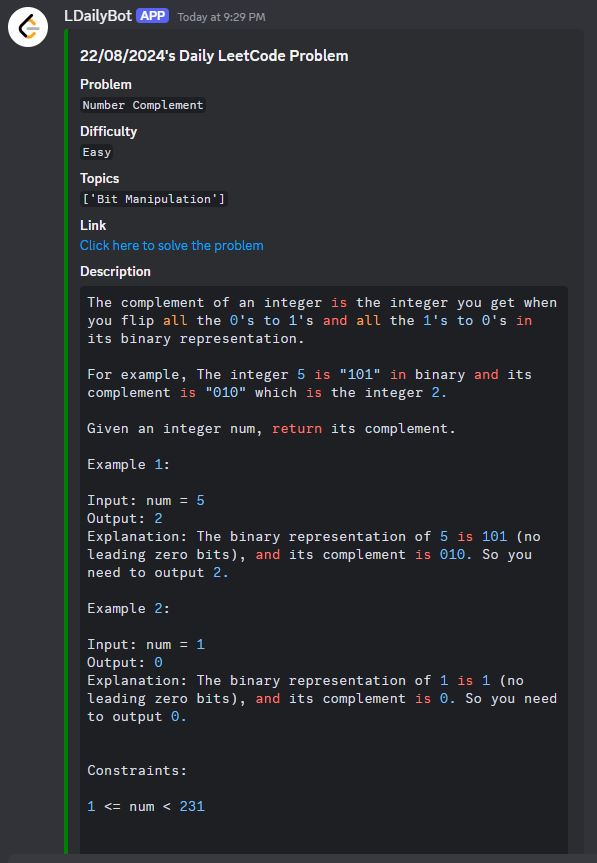 LDailyBot APP Today at 9:29 PM
22/08/2024's Daily LeetCode Problem
Problem
Number Complement
Difficulty
Easy
Topics
['Bit Manipulation']
Link
Click here to solve the problem
Description
The complement of an integer is the integer you get when
you flip all the 0's to 1's and all the 1's to 0's in
its binary representation.
For example, The integer 5 is "101" in binary and its
complement is "010" which is the integer 2.
Given an integer num, return its complement.
Example 1:
Input: num = 5
Output: 2
Explanation: The binary representation of 5 is 101 (no
leading zero bits), and its complement is 010. So you
need to output 2.
Example 2:
Input: num = 1
Output: 0
Explanation: The binary representation of 1 is 1 (no
leading zero bits), and its complement is 0. So you need
to output 0.
Constraints:
1 <= num < 231